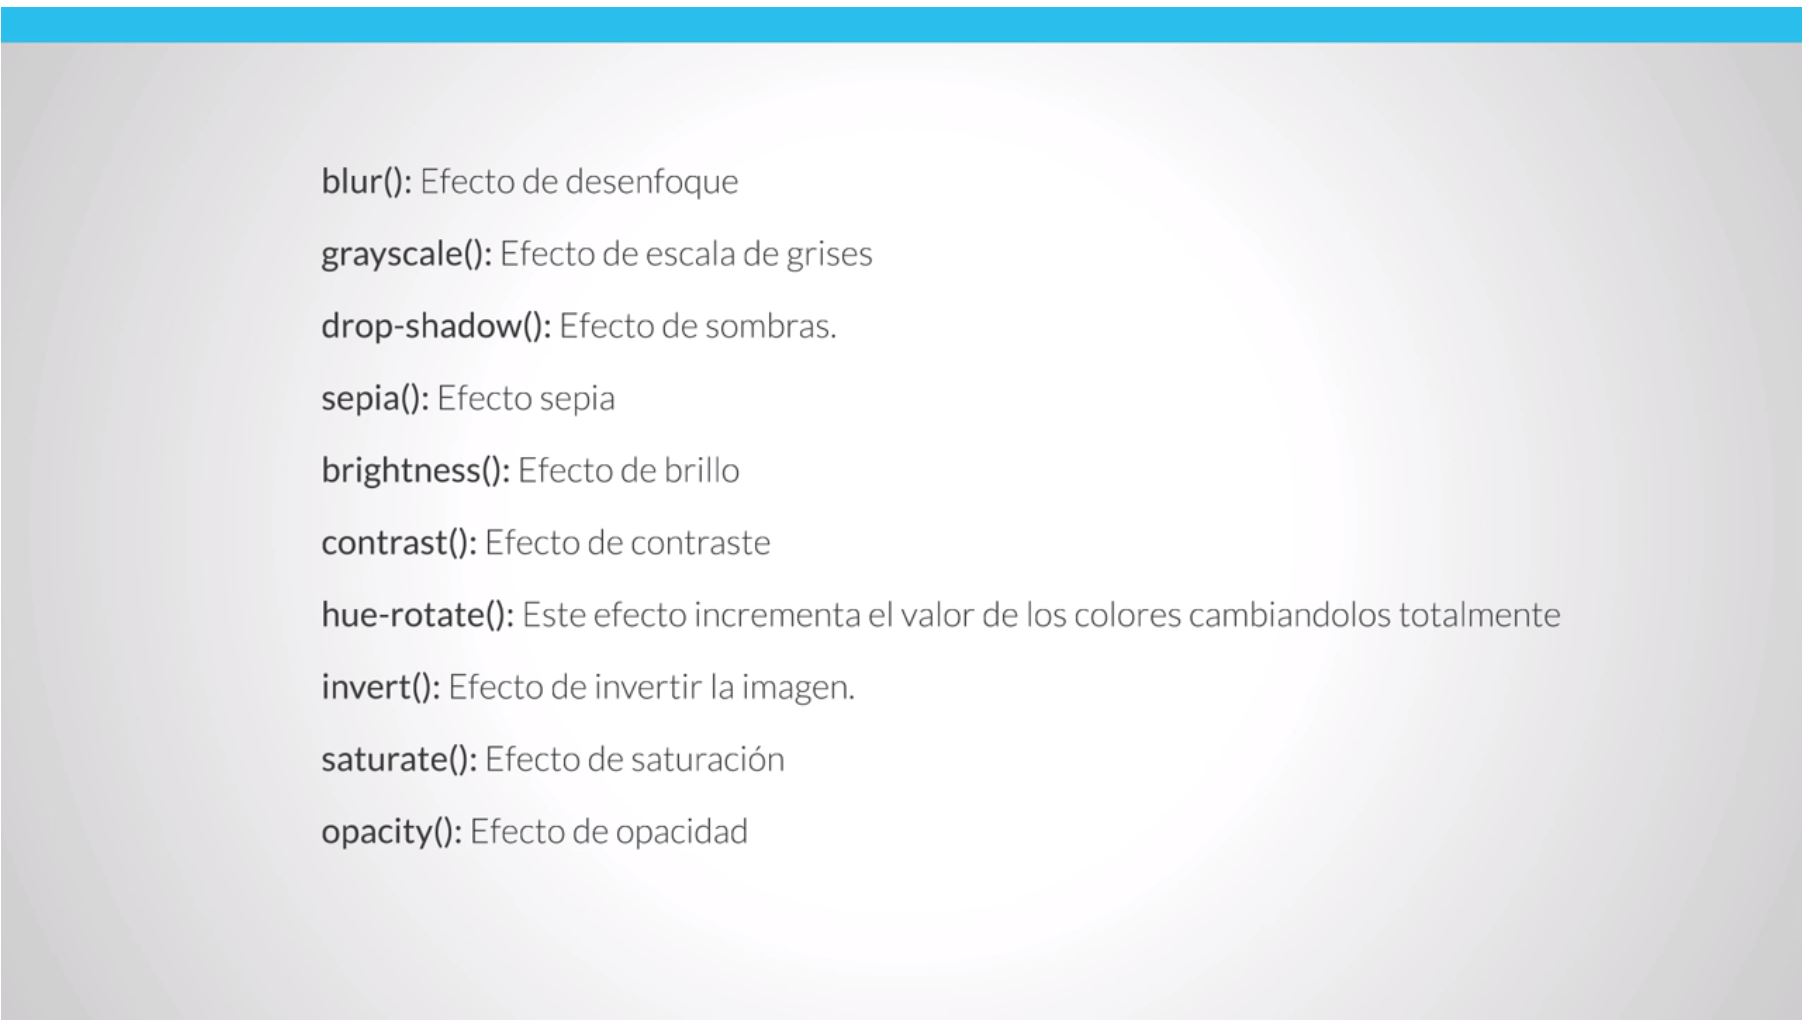 blur(): Efecto de desenfoque
grayscale(): Efecto de escala de grises
drop-shadow(): Efecto de sombras.
sepia(): Efecto sepia
brightness(): Efecto de brillo
contrast(): Efecto de contraste
hue-rotate(): Este efecto incrementa el valor de los colores cambiandolos totalmente
invert(): Efecto de invertir la imagen.
saturate(): Efecto de saturación
opacity(): Efecto de opacidad